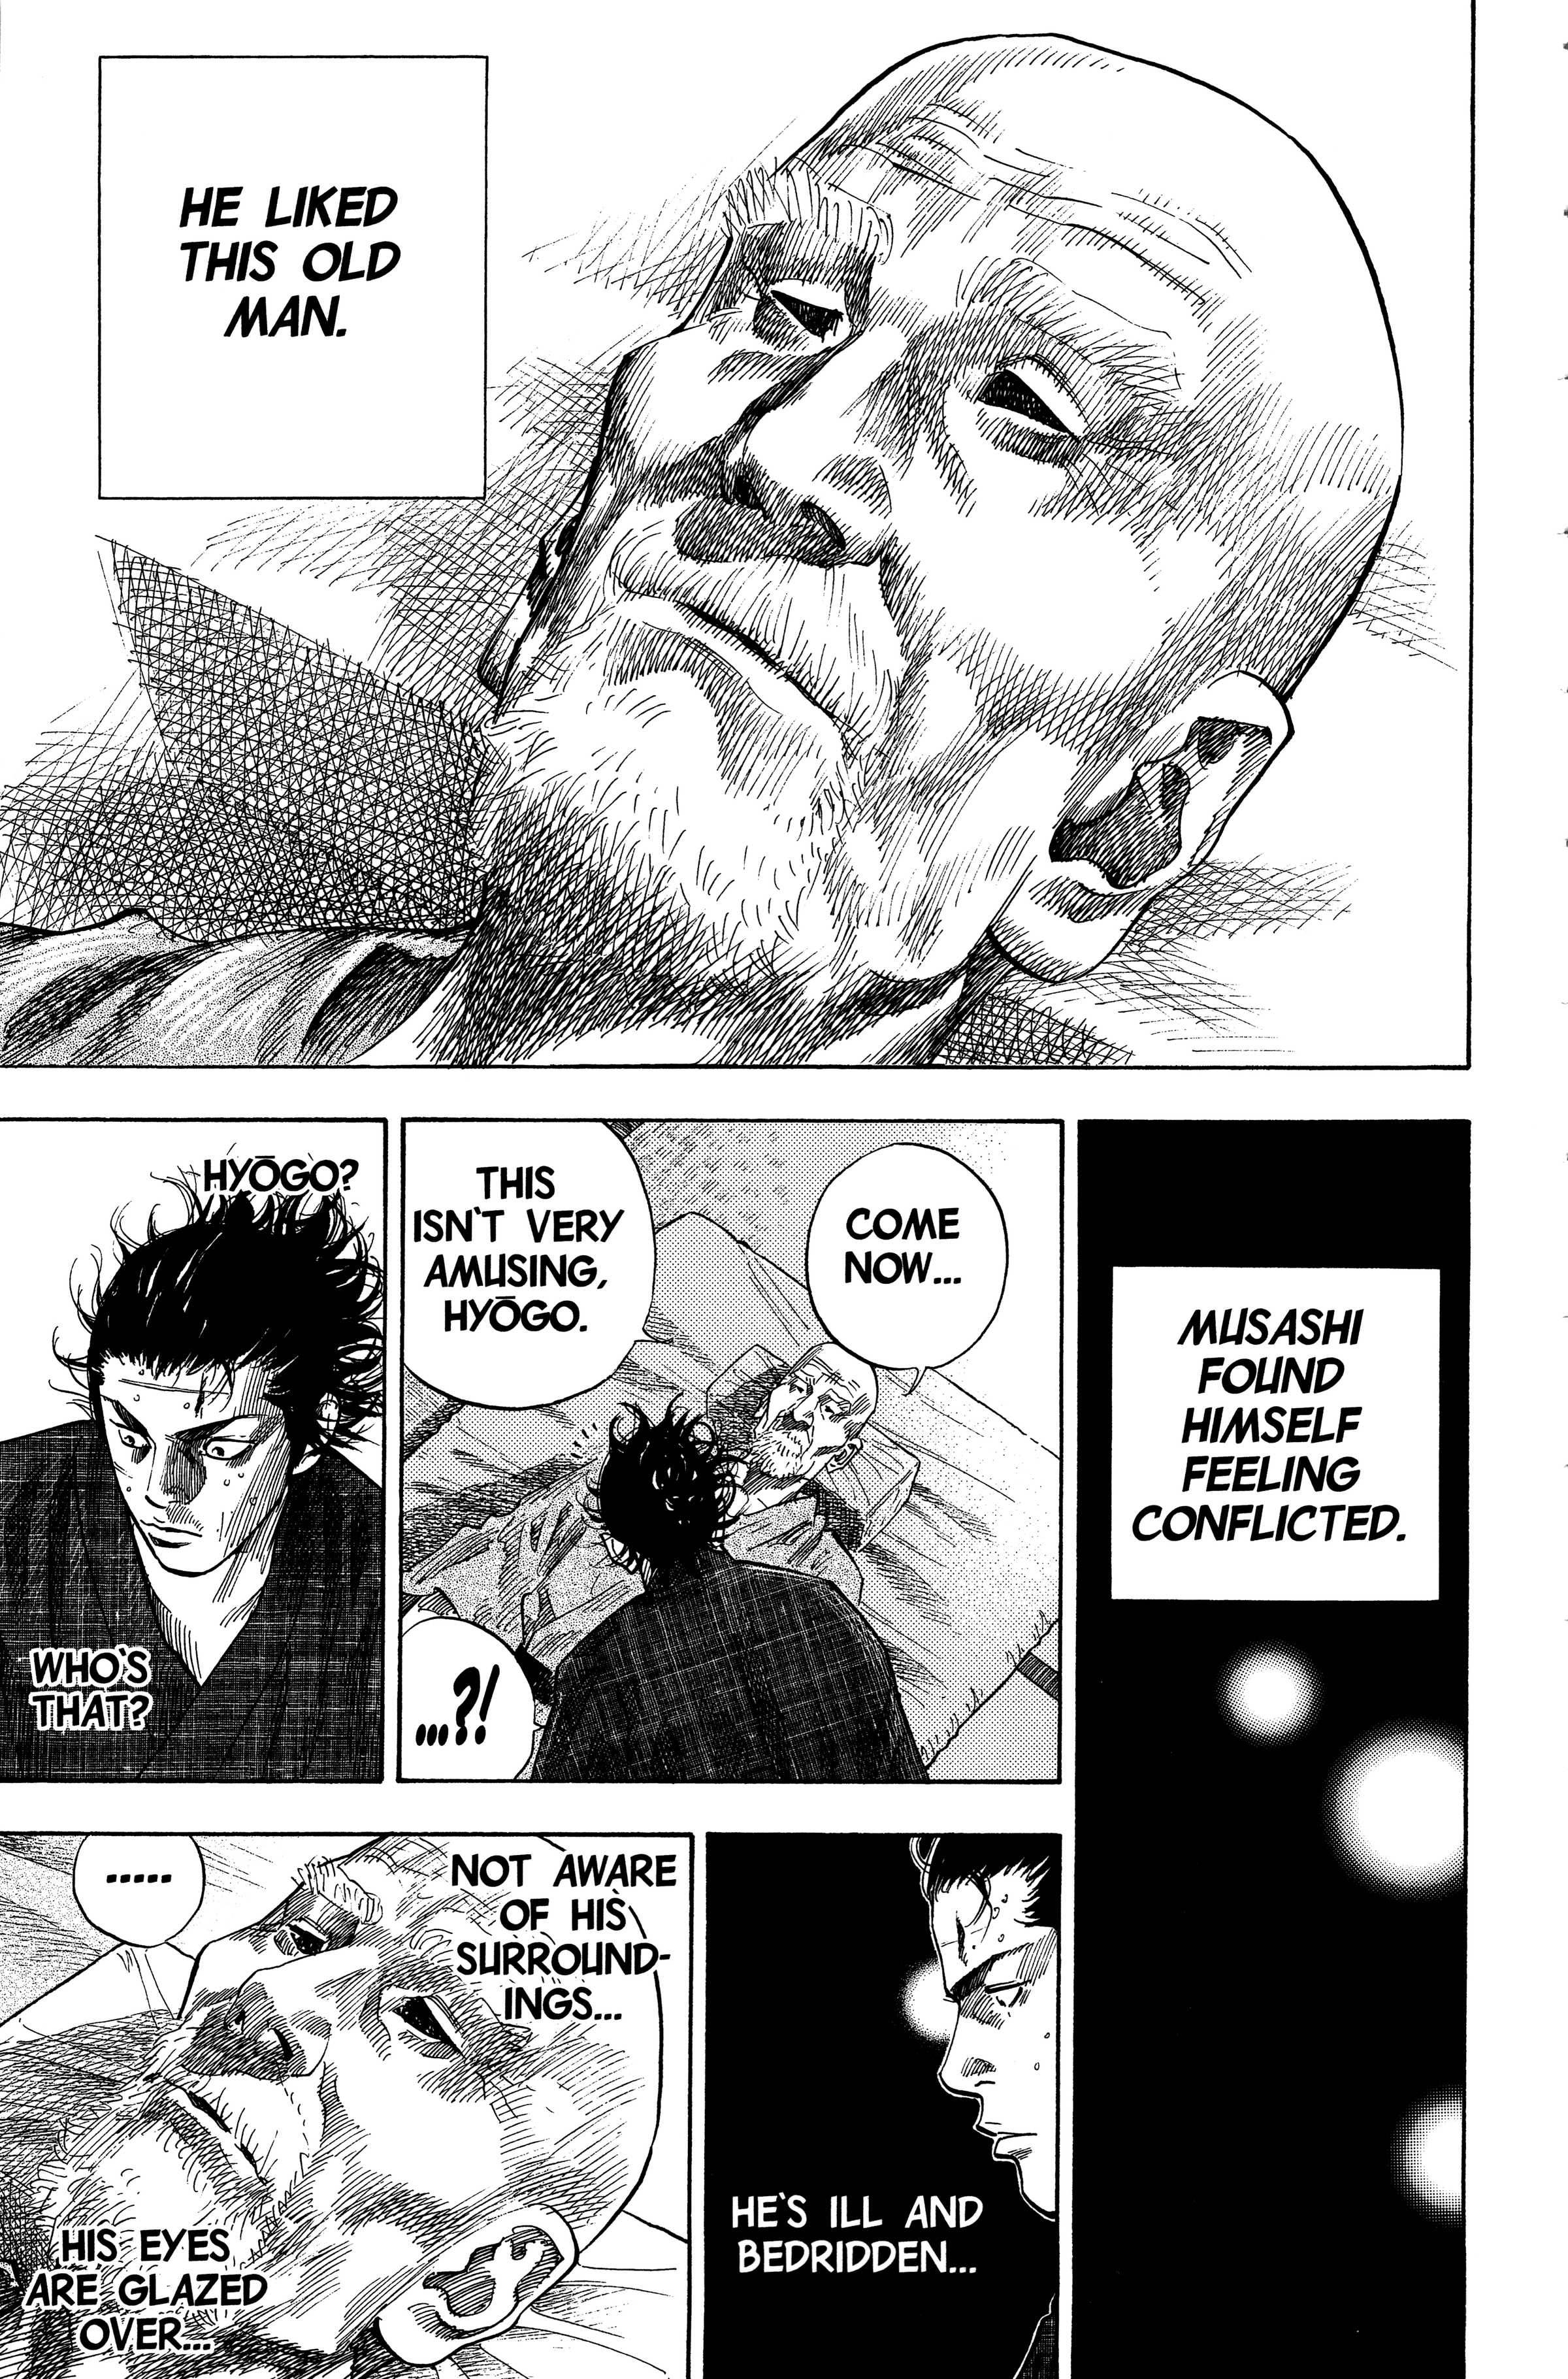 HE LIKED
THIS OLD
MAN.
MUSASHI
FOUND
HIMSELF
FEELING
CONFLICTED.
COME
NOW...
THIS
ISN'T VERY
AMUSING,
HYŌGO.
...?!
HYŌGO?
WHO'S
THAT?
HE'S ILL AND
BEDRIDDEN...
NOT AWARE
OF HIS
SURROUND-
INGS...
.....
HIS EYES
ARE GLAZED
OVER...